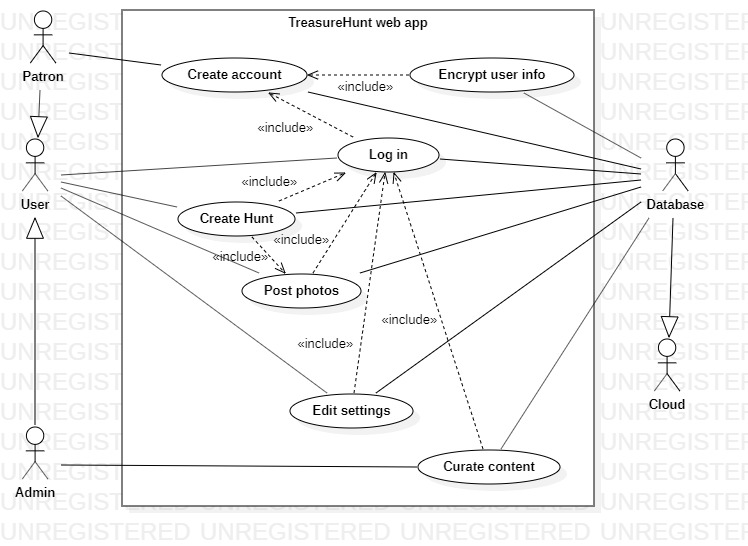 TreasureHunt web app
Patron
Create account
Encrypt user info
«include»
«include»
Log in
User
«include»
Database
Create Hunt
«include»
«include»
Post photos
«include»
«include»
Cloud
Edit settings
Curate content
Admin
UNREGISTERED UNREGISTERED UNREGISTERED UNREGISTERED